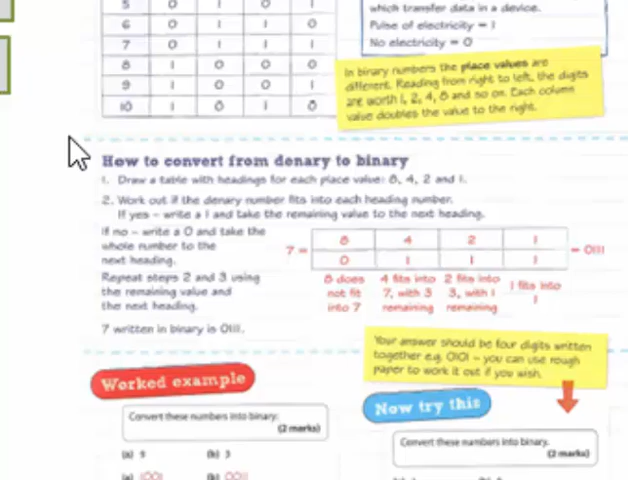 5 0 1 0 1
6 0 1 1 0
7 0 1 1 1
8 1 0 0 0
9 1 0 0 1
10 1 0 1 0
which transfer data in a device.
Pulse of electricity = 1
No electricity = 0
In binary numbers the place values are
different. Reading from right to left, the digits
are worth 1, 2, 4, 8 and so on. Each column
value doubles the value to the right.
How to convert from denary to binary
1. Draw a table with headings for each place value: 8, 4, 2 and 1.
2. Work out if the denary number fits into each heading number.
If yes – write a 1 and take the remaining value to the next heading.
If no – write a 0 and take the
whole number to the
next heading.
Repeat steps 2 and 3 using
the remaining value and
the next heading.
7 written in binary is 0111.
8 4 2 1
7 = 0 1 1 1 = 0111
8 does
not fit
into 7
4 fits into
7, with 3
remaining
2 fits into
3, with 1
remaining
1 fits into
1
Your answer should be four digits written
together e.g. 0101 – you can use rough
paper to work it out if you wish.
Worked example
Convert these numbers into binary:
(2 marks)
(a) 9 (b) 3
(a) 1001 (b) 0011
Now try this
Convert these numbers into binary.
(2 marks)